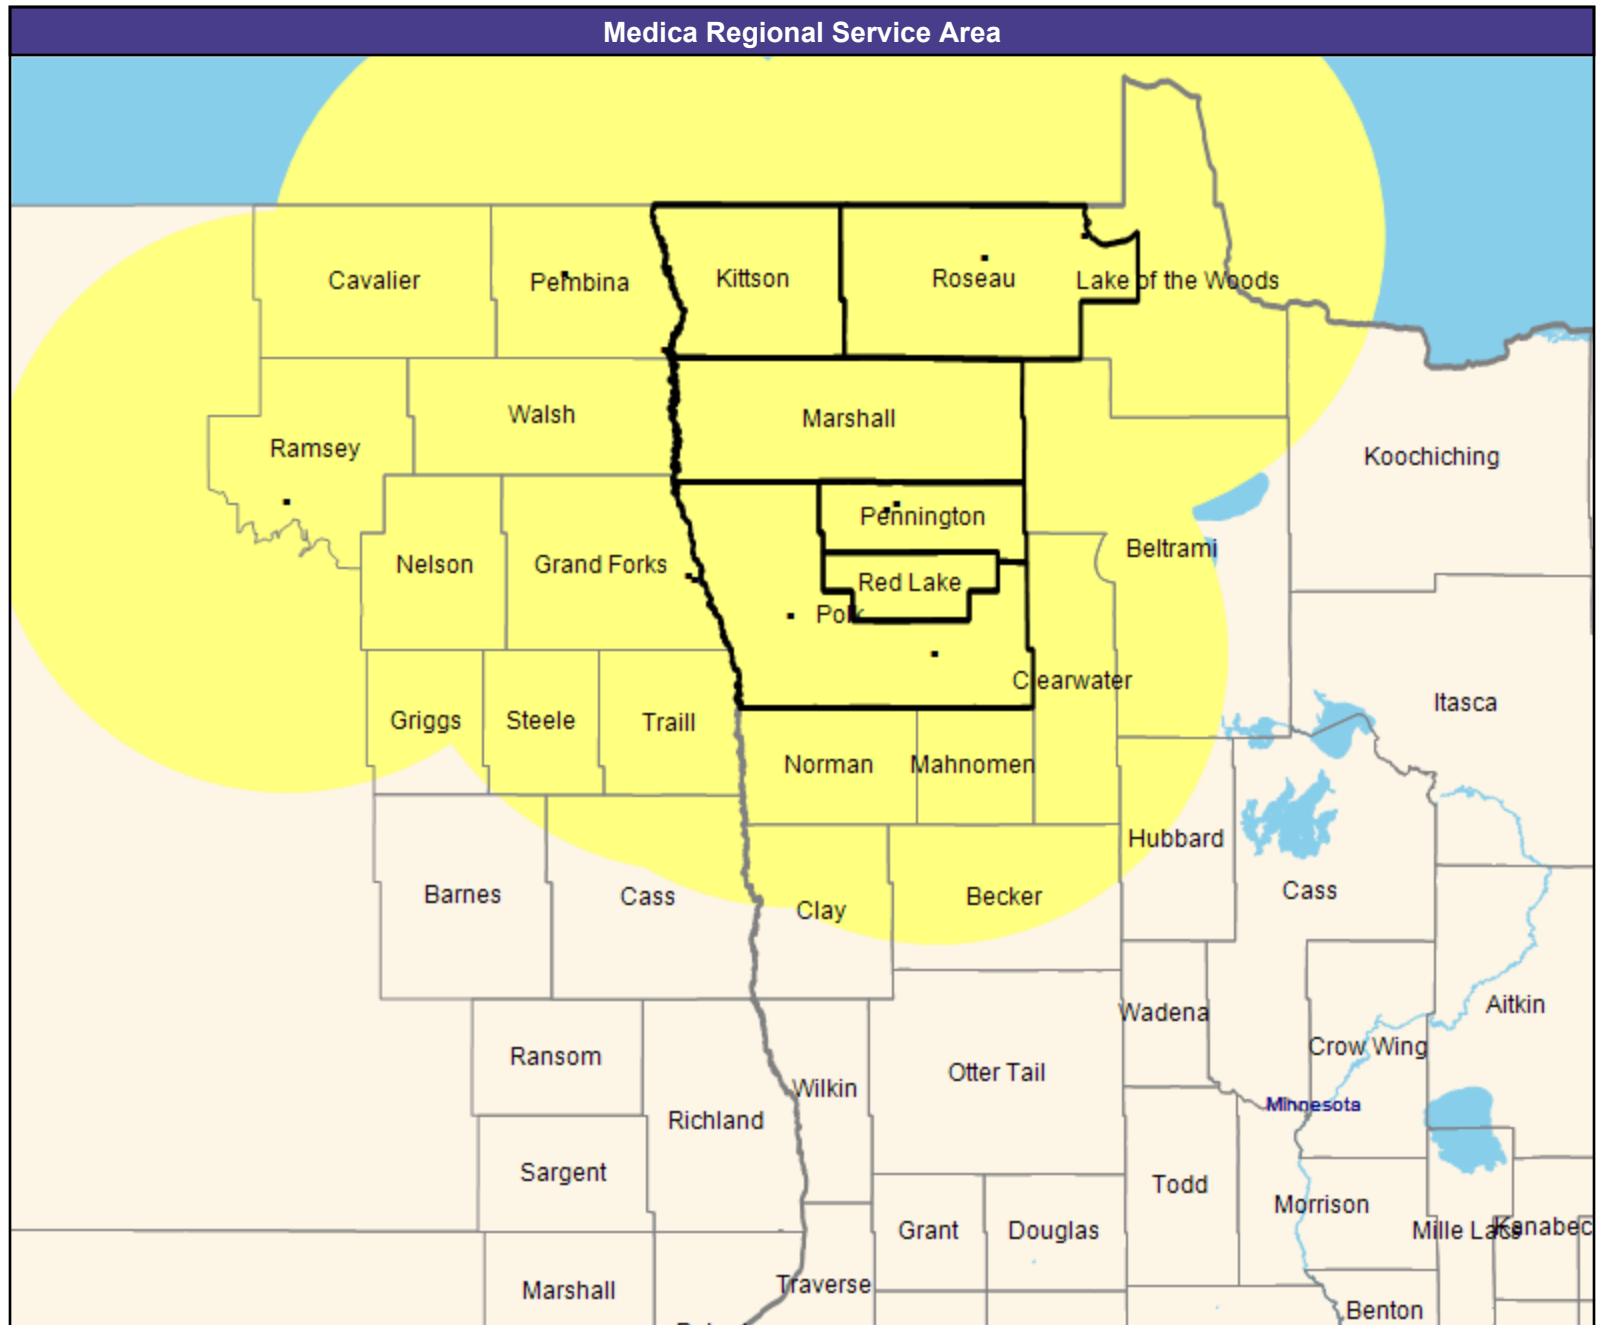 Medica Regional Service Area
Cavalier
Pembina
Kittson
Roseau
Lake of the Woods
Walsh
Marshall
Ramsey
Koochiching
Pennington
Nelson
Grand Forks
Red Lake
Beltrami
Polk
Clearwater
Griggs
Steele
Traill
Itasca
Norman
Mahnomen
Hubbard
Barnes
Cass
Clay
Becker
Cass
Wadena
Aitkin
Ransom
Otter Tail
Crow Wing
Wilkin
Minnesota
Richland
Sargent
Todd
Morrison
Grant
Douglas
Mille Lacs
Kanabec
Marshall
Traverse
Benton